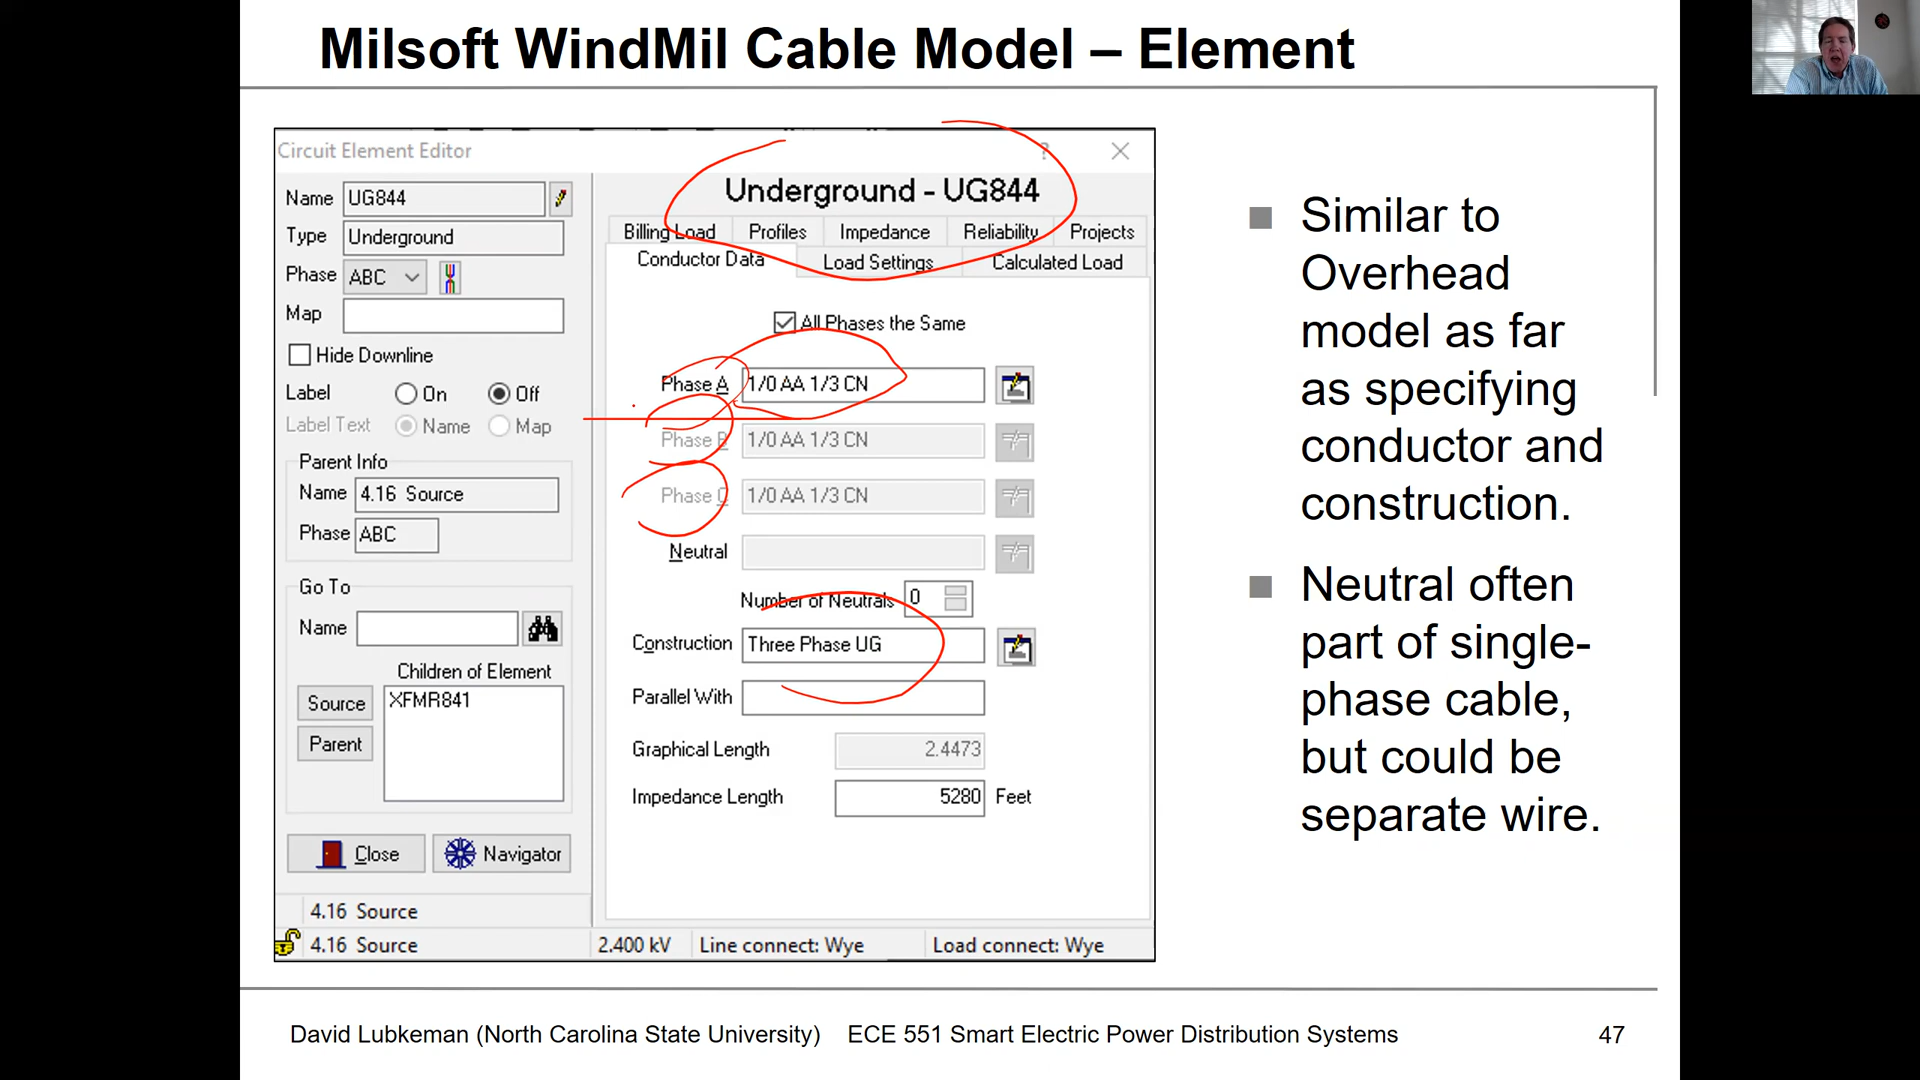 Milsoft WindMil Cable Model – Element
Circuit Element Editor
?
Name UG844
Type Underground
Phase ABC
Map
Hide Downline
Label On Off
Label Text Name Map
Parent Info
Name 4.16 Source
Phase ABC
Go To
Name
Children of Element
Source
Parent
XFMR841
Close
Navigator
4.16 Source
4.16 Source
Underground - UG844
Billing Load Profiles Impedance Reliability Projects
Conductor Data Load Settings Calculated Load
All Phases the Same
Phase A 1/0 AA 1/3 CN
Phase B 1/0 AA 1/3 CN
Phase C 1/0 AA 1/3 CN
Neutral
Number of Neutrals 0
Construction Three Phase UG
Parallel With
Graphical Length 2.4473
Impedance Length 5280 Feet
2.400 kV Line connect: Wye Load connect: Wye
Similar to
Overhead
model as far
as specifying
conductor and
construction.
Neutral often
part of single-
phase cable,
but could be
separate wire.
David Lubkeman (North Carolina State University) ECE 551 Smart Electric Power Distribution Systems 47